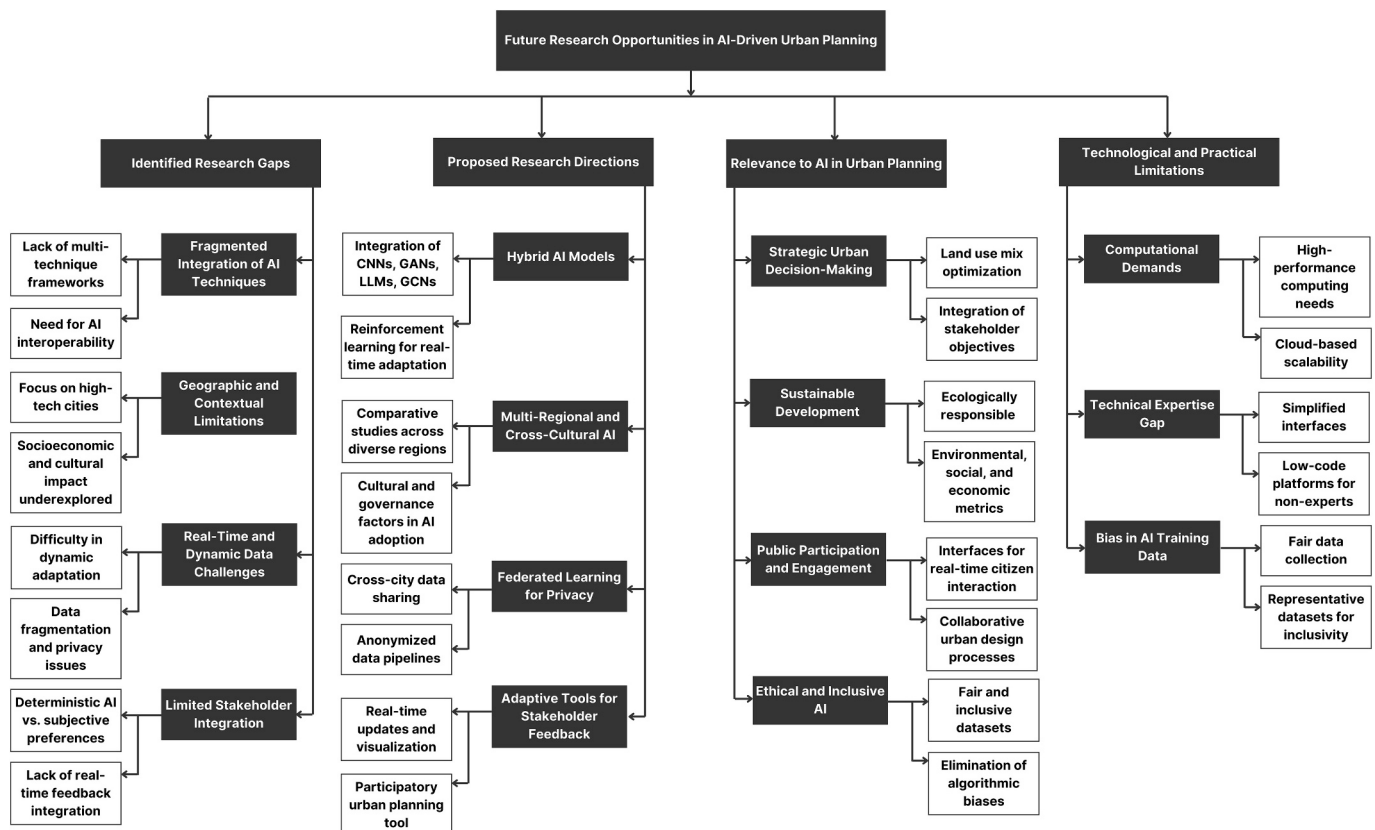 Future Research Opportunities in AI-Driven Urban Planning
Identified Research Gaps
Fragmented
Integration of AI
Techniques
Lack of multi-
technique
frameworks
Need for AI
interoperability
Geographic and
Contextual
Limitations
Focus on high-
tech cities
Socioeconomic
and cultural
impact
underexplored
Real-Time and
Dynamic Data
Challenges
Difficulty in
dynamic
adaptation
Data
fragmentation
and privacy
issues
Limited Stakeholder
Integration
Deterministic AI
vs. subjective
preferences
Lack of real-
time feedback
integration
Proposed Research Directions
Hybrid AI Models
Integration of
CNNs, GANs,
LLMs, GCNs
Reinforcement
learning for real-
time adaptation
Multi-Regional and
Cross-Cultural AI
Comparative
studies across
diverse regions
Cultural and
governance
factors in AI
adoption
Federated Learning
for Privacy
Cross-city data
sharing
Anonymized
data pipelines
Adaptive Tools for
Stakeholder
Feedback
Real-time
updates and
visualization
Participatory
urban planning
tool
Relevance to AI in Urban Planning
Strategic Urban
Decision-Making
Land use mix
optimization
Integration of
stakeholder
objectives
Sustainable
Development
Ecologically
responsible
Environmental,
social, and
economic
metrics
Public Participation
and Engagement
Interfaces for
real-time citizen
interaction
Collaborative
urban design
processes
Ethical and Inclusive
AI
Fair and
inclusive
datasets
Elimination of
algorithmic
biases
Technological and Practical
Limitations
Computational
Demands
High-
performance
computing
needs
Cloud-based
scalability
Technical Expertise
Gap
Simplified
interfaces
Low-code
platforms for
non-experts
Bias in AI Training
Data
Fair data
collection
Representative
datasets for
inclusivity